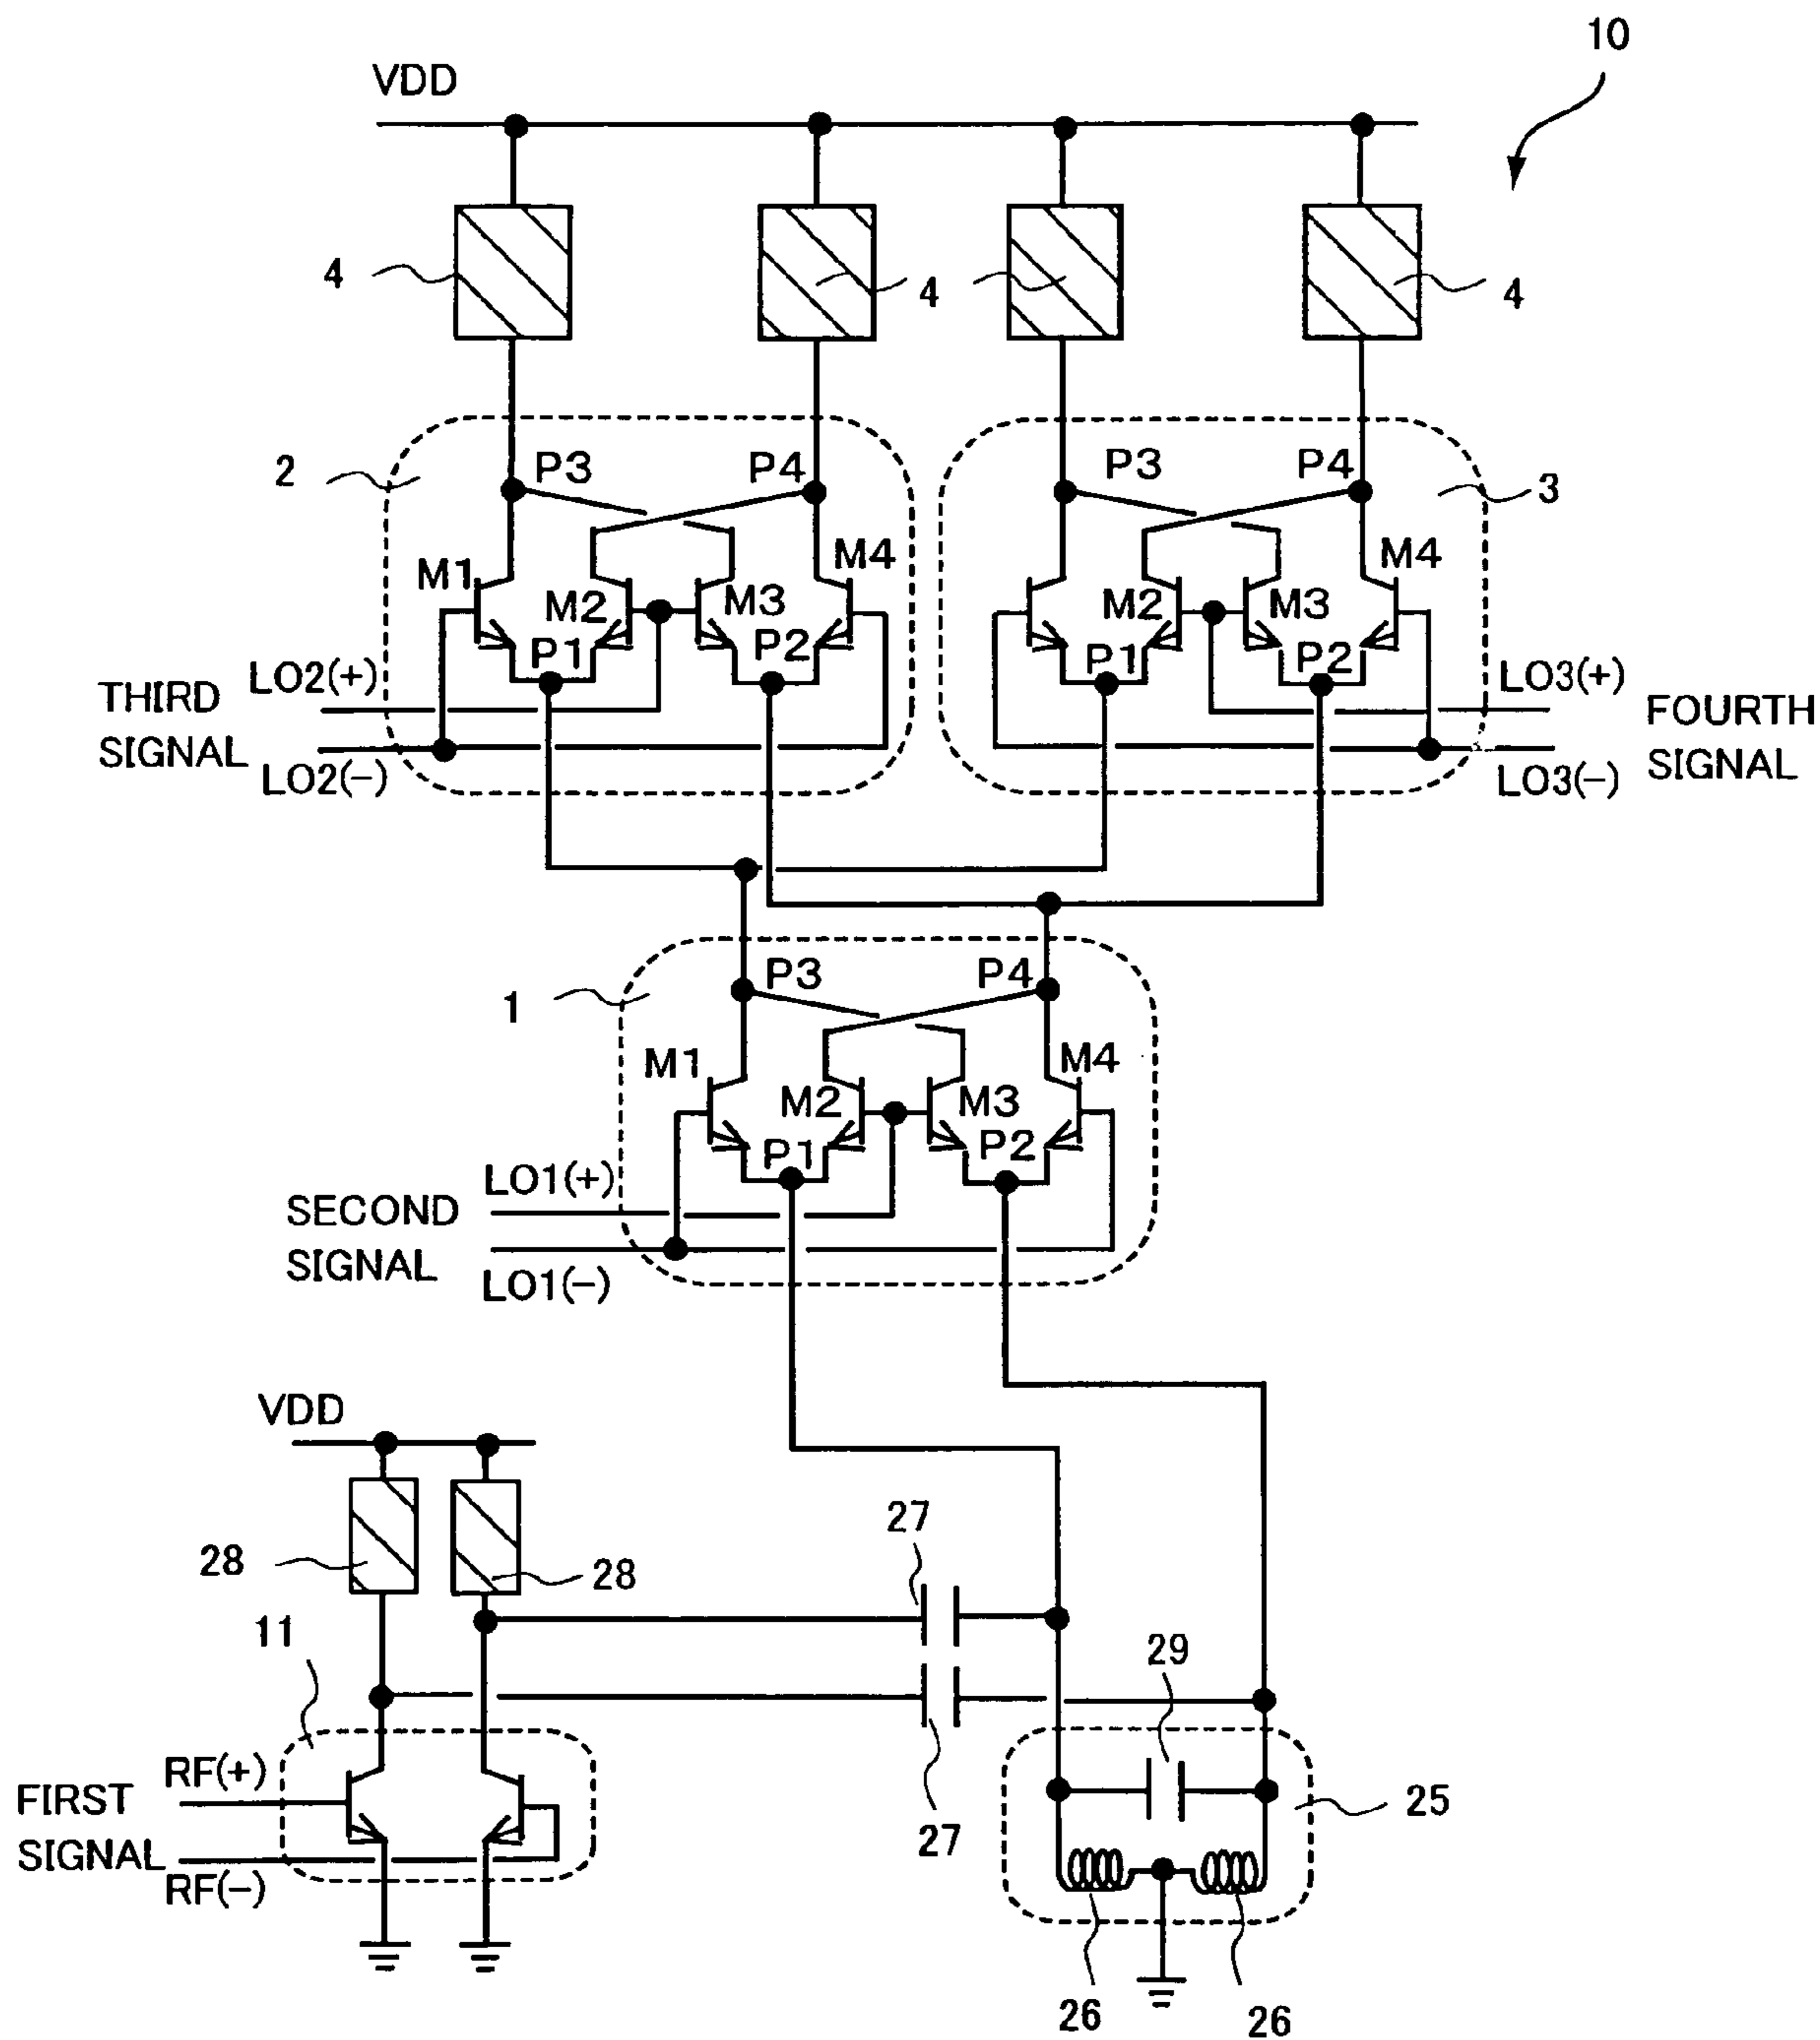 10
VDD
4
4
4
2
P3
P4
P3
P4
3
M1
M2
M3
M4
M2
M3
M4
P1
P2
P1
P2
THIRD
SIGNAL
LO2(+)
LO2(-)
LO3(+)
LO3(-)
FOURTH
SIGNAL
1
P3
P4
M1
M2
M3
M4
P1
P2
SECOND
SIGNAL
LO1(+)
LO1(-)
VDD
28
28
27
11
29
27
25
FIRST
SIGNAL
RF(+)
RF(-)
26
26